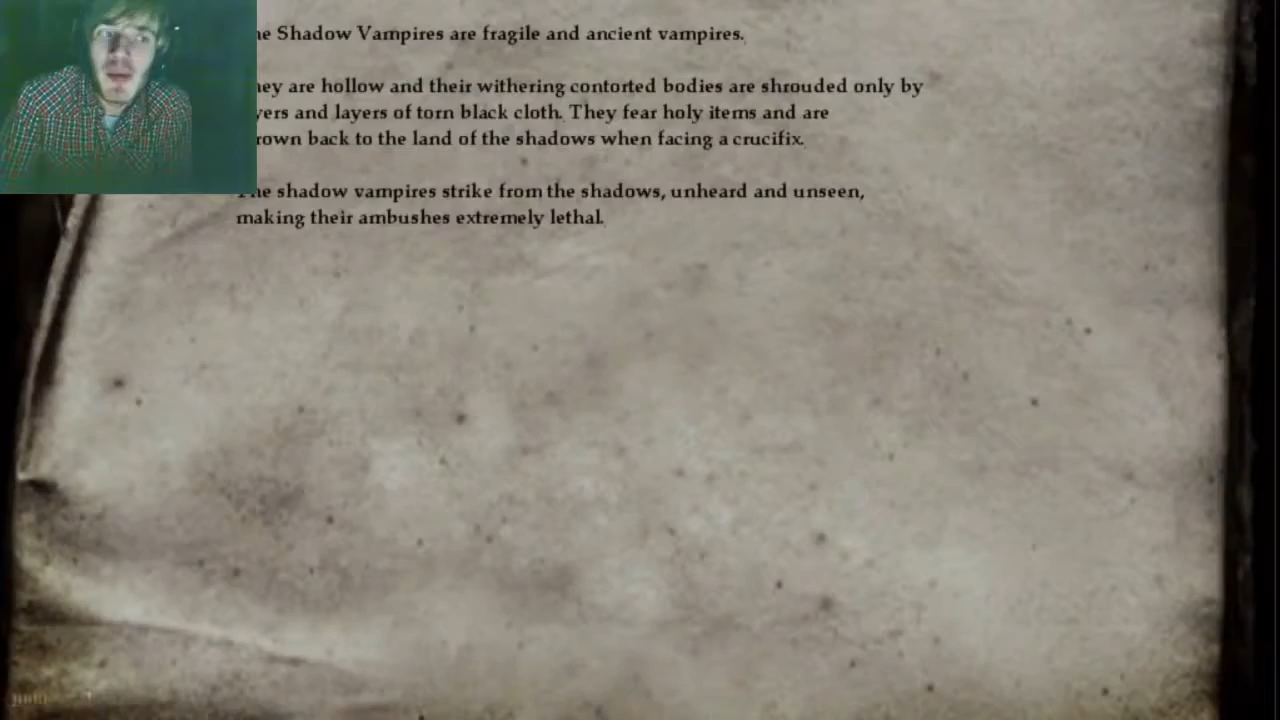 he Shadow Vampires are fragile and ancient vampires.
hey are hollow and their withering contorted bodies are shrouded only by
yers and layers of torn black cloth. They fear holy items and are
rown back to the land of the shadows when facing a crucifix.
The shadow vampires strike from the shadows, unheard and unseen,
making their ambushes extremely lethal.